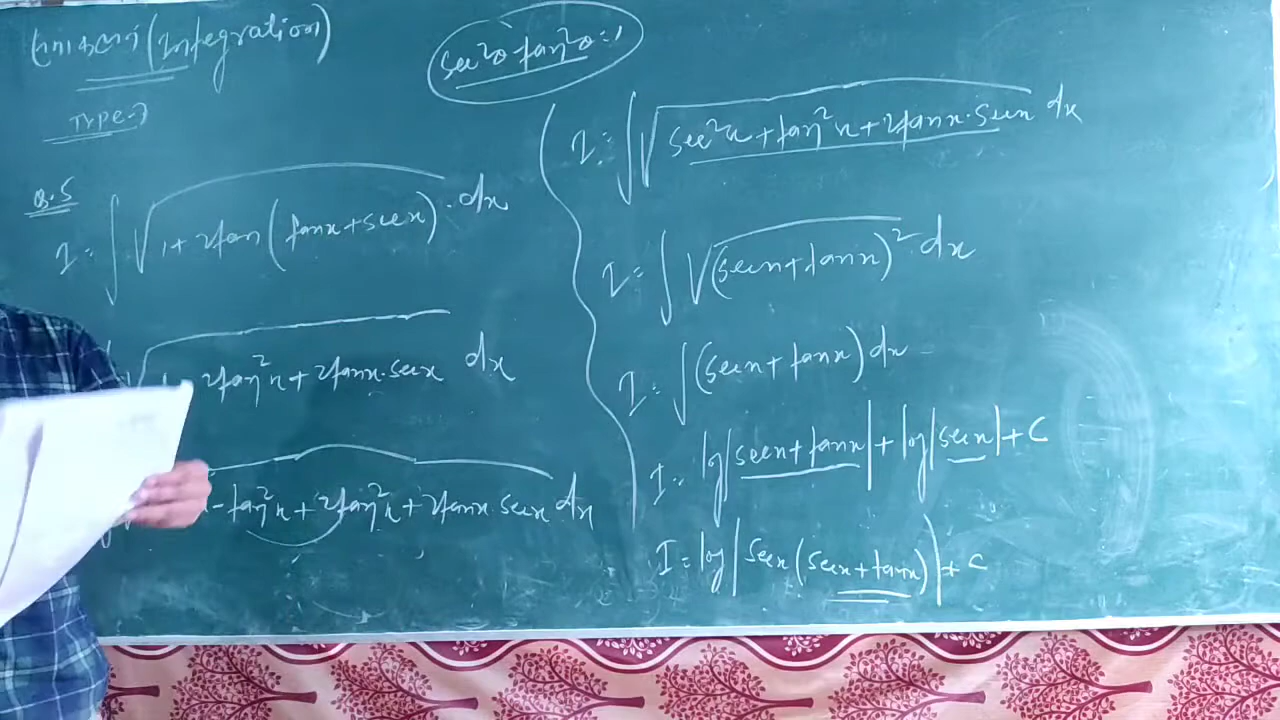 (Integration)
sec²θ-tan²θ=1
Type-7
Q.5
I = ∫√1+2tan(tanx+secx).dx
2tan²x+2tanx.secx dx
-tan²x+2tan²x+2tanx.secx dx
I = ∫√sec²x+tan²x+2tanx.secx dx
I = ∫√(secx+tanx)² dx
I = ∫(secx+tanx)dx
I = log|secx+tanx|+log|secx|+C
I = log|secx(secx+tanx)|+C